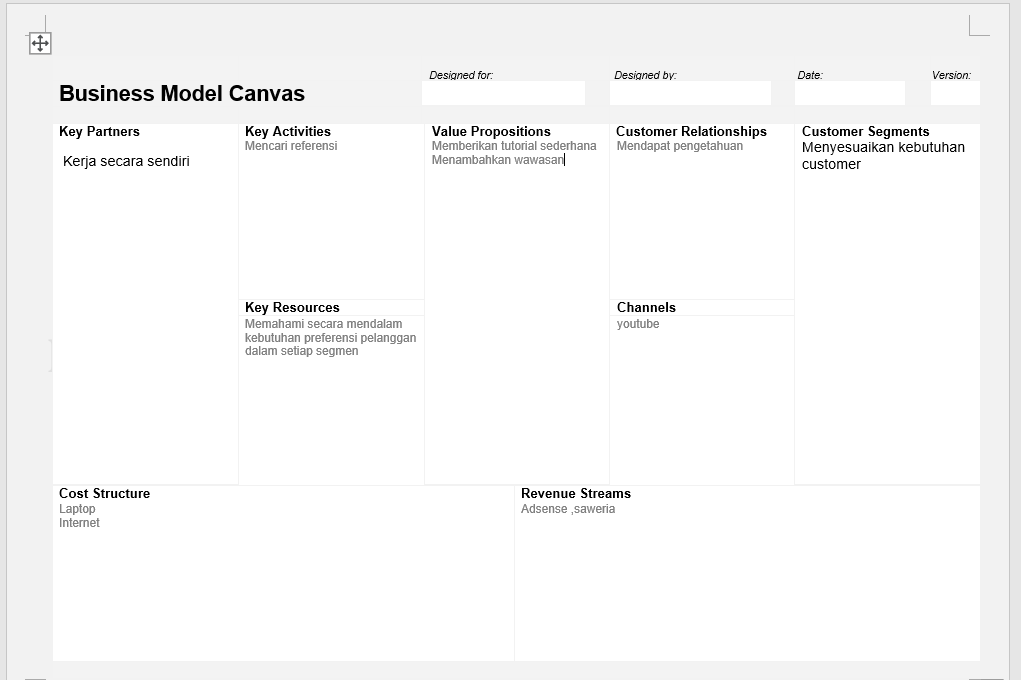 Designed for:
Designed by:
Date:
Version:
Business Model Canvas
Key Partners
Kerja secara sendiri
Key Activities
Mencari referensi
Key Resources
Memahami secara mendalam
kebutuhan preferensi pelanggan
dalam setiap segmen
Value Propositions
Memberikan tutorial sederhana
Menambahkan wawasan
Customer Relationships
Mendapat pengetahuan
Channels
youtube
Customer Segments
Menyesuaikan kebutuhan
customer
Cost Structure
Laptop
Internet
Revenue Streams
Adsense ,saweria